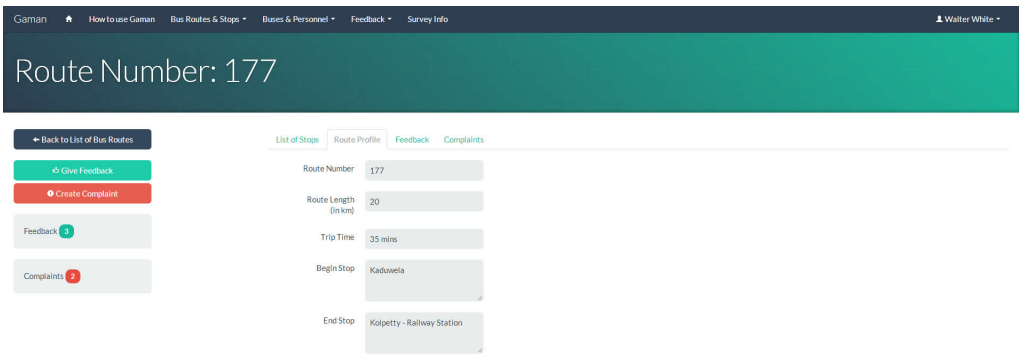 Gaman How to use Gaman Bus Routes & Stops Buses & Personnel Feedback Survey Info Walter White
Route Number: 177
Back to List of Bus Routes
Give Feedback
Create Complaint
Feedback 3
Complaints 2
List of Stops Route Profile Feedback Complaints
Route Number 177
Route Length 20
(in km)
Trip Time 35 mins
Begin Stop Kaduwela
End Stop Kolpetty - Railway Station